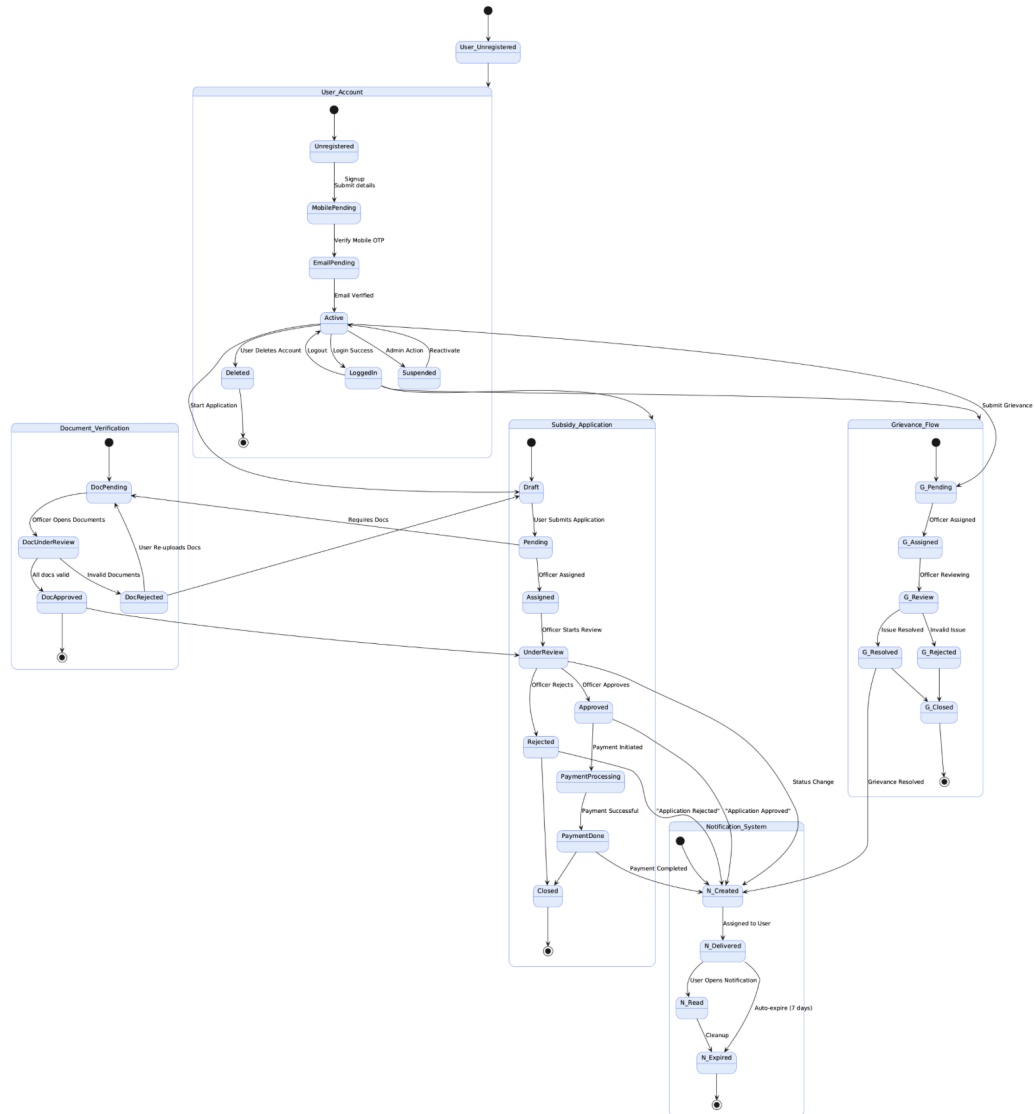 User_Unregistered
User_Account
Unregistered
Signup
Submit details
MobilePending
Verify Mobile OTP
EmailPending
Email Verified
Active
User Deletes Account
Logout
Login Success
Admin Action
Reactivate
Deleted
LoggedIn
Suspended
Start Application
Submit Grievance
Document_Verification
DocPending
Officer Opens Documents
DocUnderReview
User Re-uploads Docs
All docs valid
Invalid Documents
DocApproved
DocRejected
Requires Docs
Subsidy_Application
Draft
User Submits Application
Pending
Officer Assigned
Assigned
Officer Starts Review
UnderReview
Officer Rejects
Officer Approves
Approved
Rejected
Payment Initiated
PaymentProcessing
Payment Successful
PaymentDone
Closed
Grievance_Flow
G_Pending
Officer Assigned
G_Assigned
Officer Reviewing
G_Review
Issue Resolved
Invalid Issue
G_Resolved
G_Rejected
G_Closed
Status Change
Grievance Resolved
"Application Rejected"
"Application Approved"
Notification_System
Payment Completed
N_Created
Assigned to User
N_Delivered
User Opens Notification
N_Read
Auto-expire (7 days)
Cleanup
N_Expired